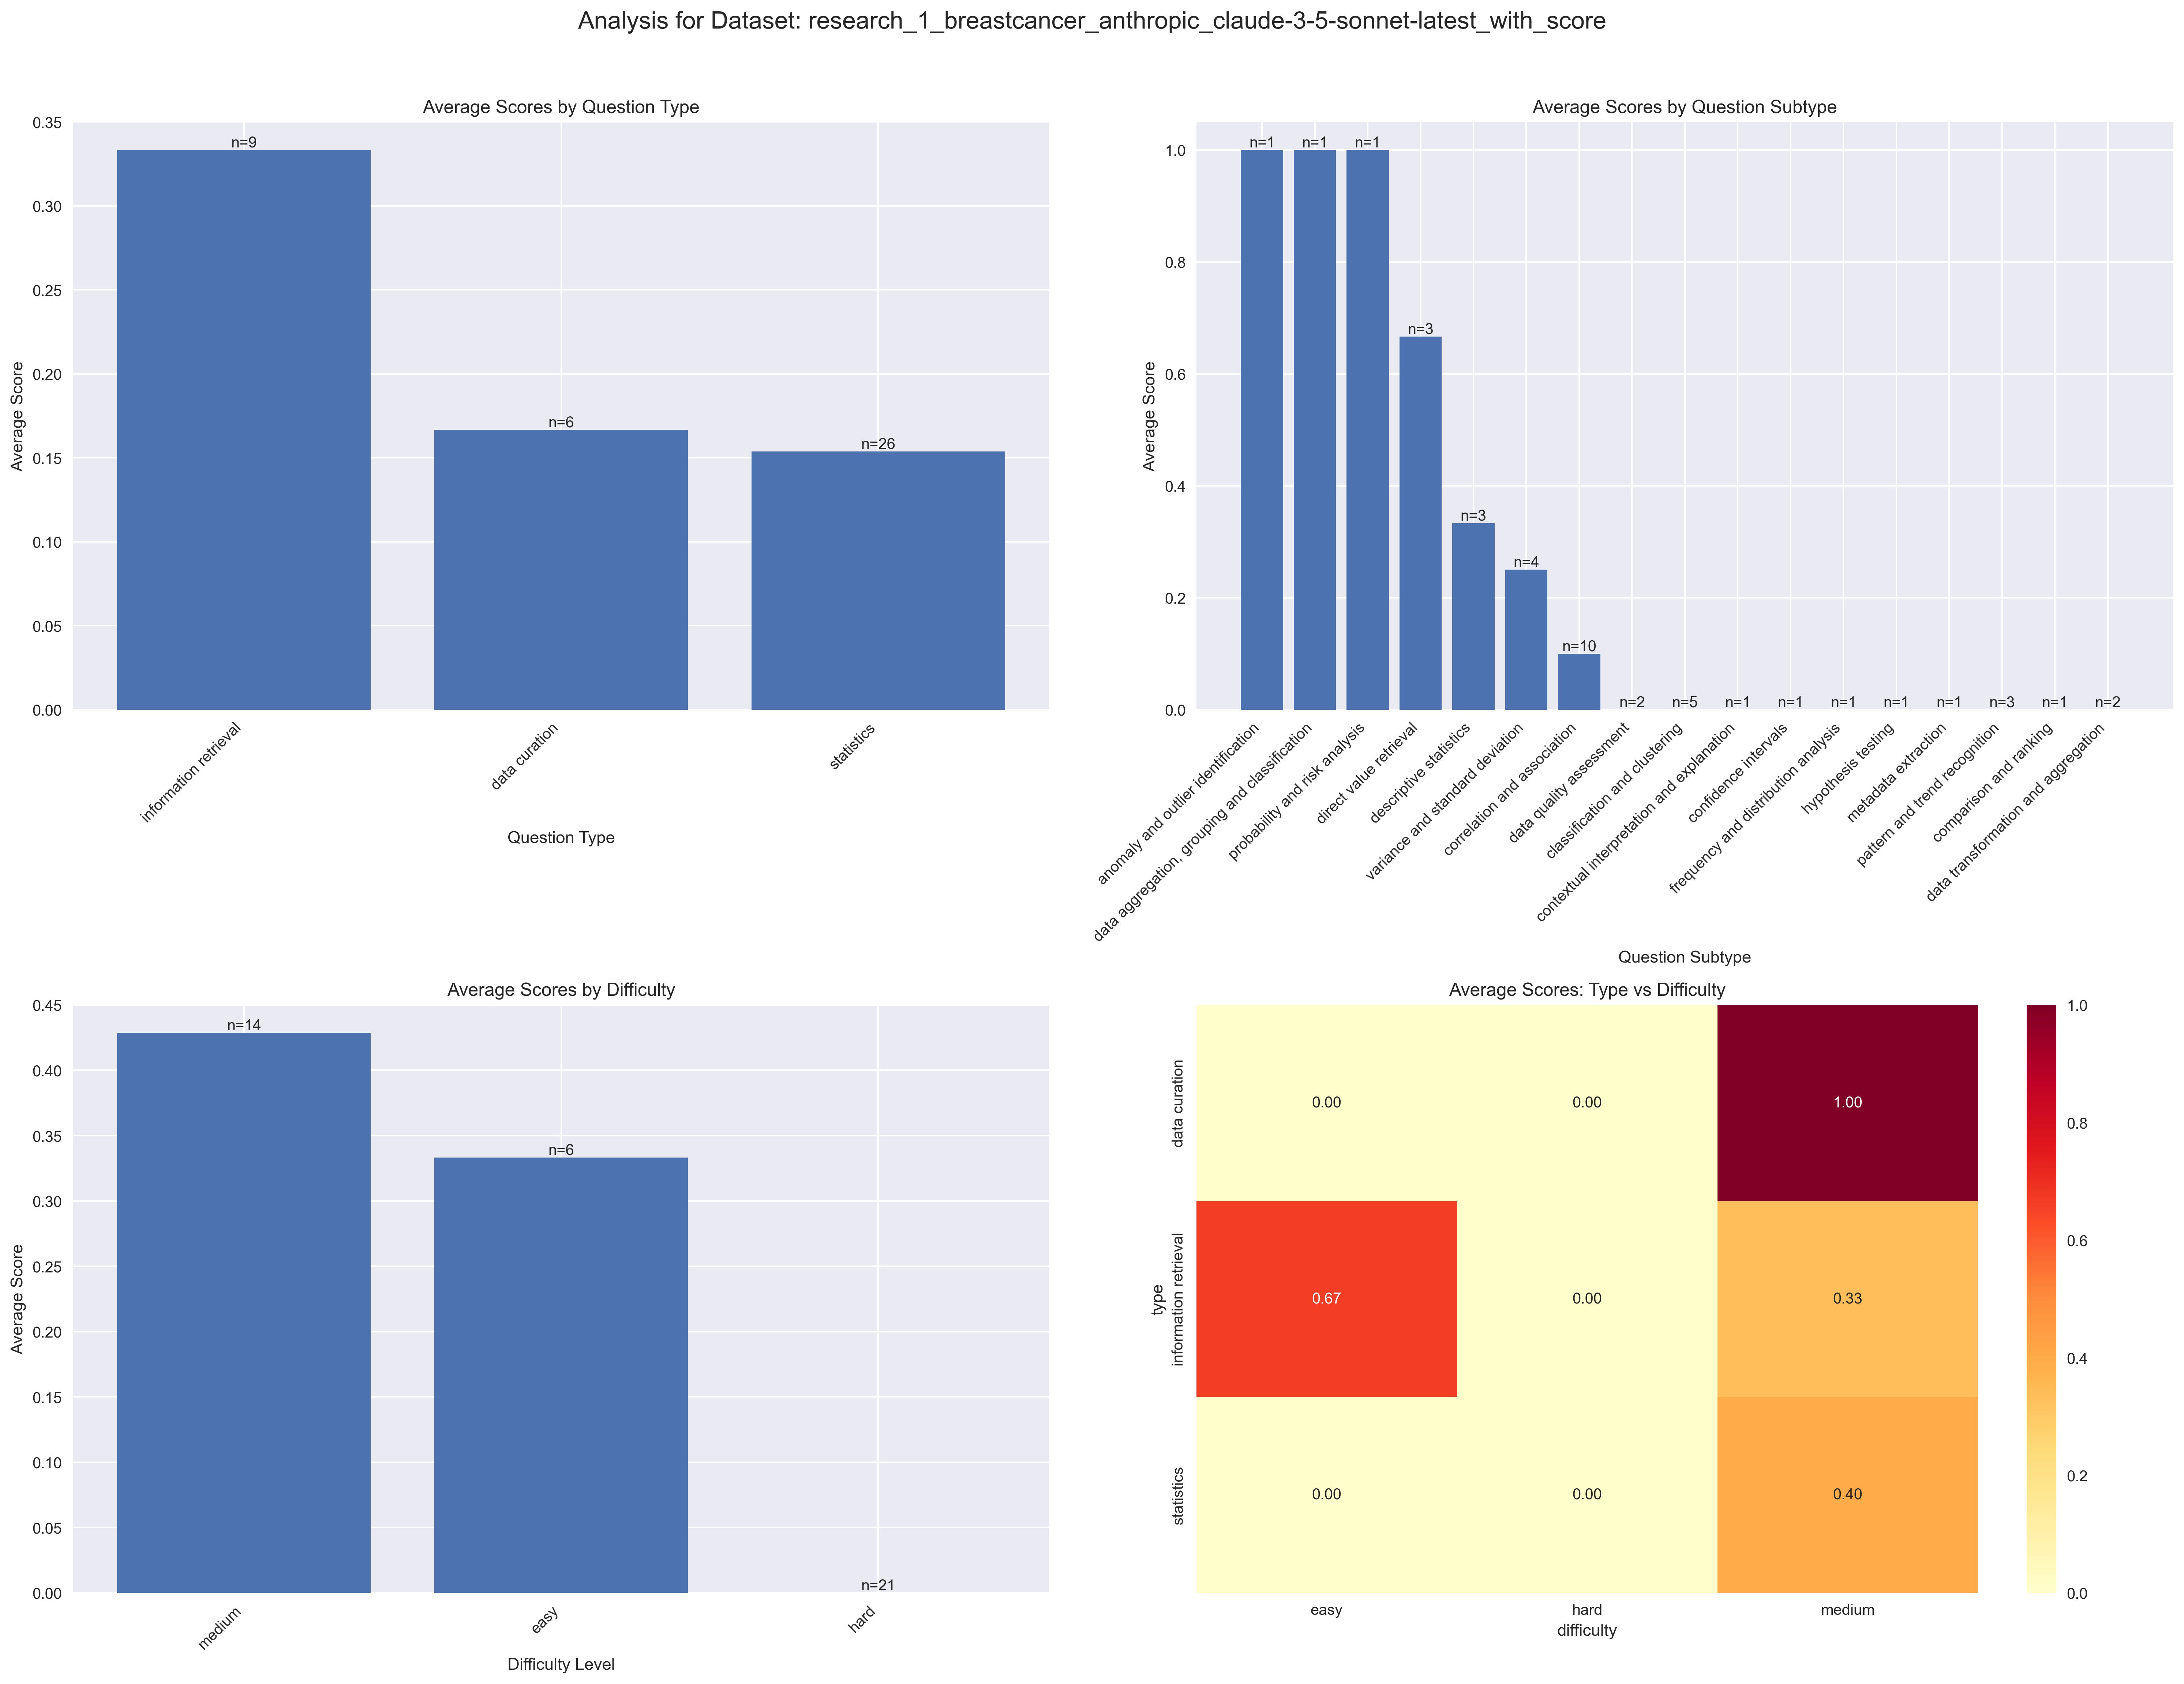 Analysis for Dataset: research_1_breastcancer_anthropic_claude-3-5-sonnet-latest_with_score
Average Scores by Question Type
0.35
0.30
0.25
0.20
0.15
0.10
0.05
0.00
Average Score
n=9
n=6
n=26
information retrieval
data curation
statistics
Question Type
Average Scores by Question Subtype
1.0
0.8
0.6
0.4
0.2
0.0
Average Score
n=1
n=1
n=1
n=3
n=3
n=4
n=10
n=2
n=5
n=1
n=1
n=1
n=1
n=1
n=3
n=1
n=2
anomaly and outlier identification
data aggregation, grouping and classification
probability and risk analysis
direct value retrieval
descriptive statistics
variance and standard deviation
correlation and association
data quality assessment
classification and clustering
contextual interpretation and explanation
confidence intervals
frequency and distribution analysis
hypothesis testing
metadata extraction
pattern and trend recognition
comparison and ranking
data transformation and aggregation
Question Subtype
Average Scores by Difficulty
0.45
0.40
0.35
0.30
0.25
0.20
0.15
0.10
0.05
0.00
Average Score
n=14
n=6
n=21
medium
easy
hard
Difficulty Level
Average Scores: Type vs Difficulty
type
data curation
information retrieval
statistics
0.00 0.00 1.00
0.67 0.00 0.33
0.00 0.00 0.40
easy hard medium
difficulty
1.0
0.8
0.6
0.4
0.2
0.0